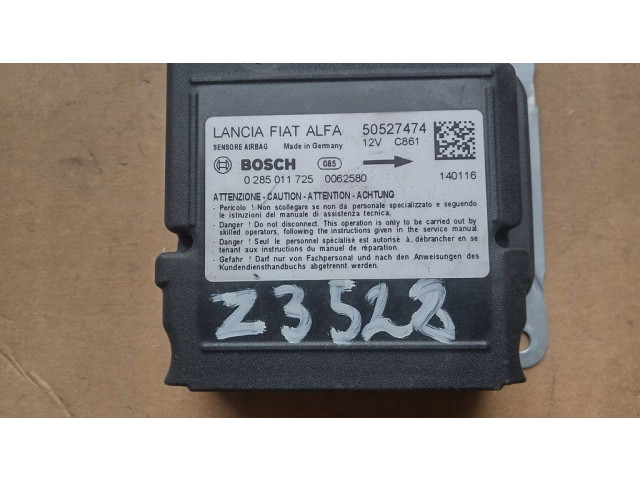 LANCIA FIAT ALFA 50527474
SENSORE AIRBAG Made in Germany 12V C861
BOSCH 085
0 285 011 725 0062580 140116
ATTENZIONE - CAUTION - ATTENTION - ACHTUNG
- Pericolo ! Non scollegare se non da personale specializzato e seguendo
le istruzioni del manuale di assistenza tecnica.
- Danger ! Do not disconnect. This operation is only to be carried out by
skilled operators, following the instructions given in the service manual.
- Danger ! Seul le personnel spécialisé est autorisé à débrancher en se
tenant aux instructions du manuel de réparation.
- Gefahr ! Darf nur von Fachpersonal und nach den Anweisungen des
Kundendiensthandbuchs abgetrennt werden.
Z3528